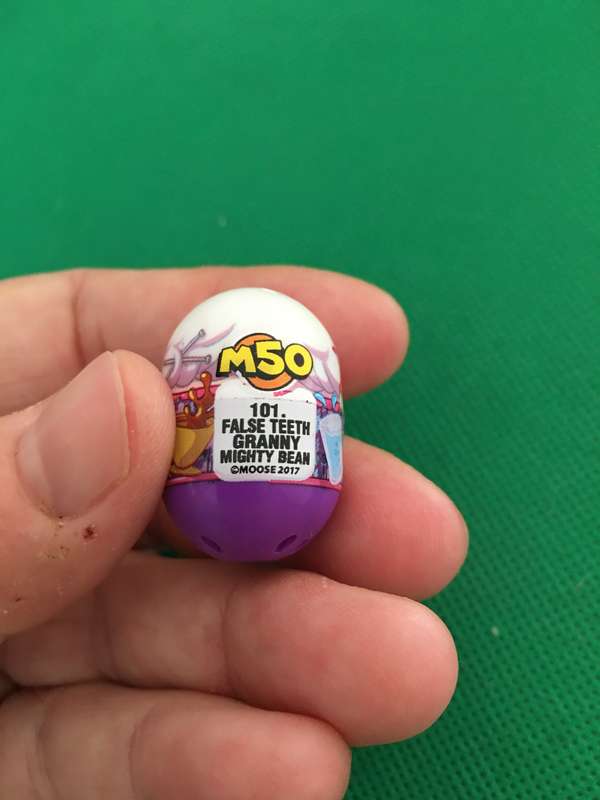 M50
101.
FALSE TEETH
GRANNY
MIGHTY BEAN
©MOOSE 2017